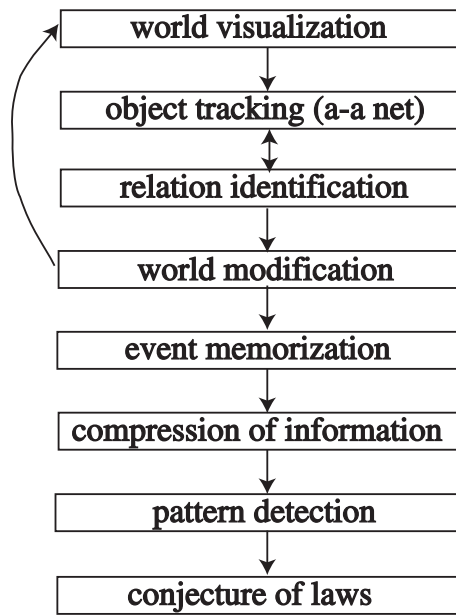 world visualization
object tracking (a-a net)
relation identification
world modification
event memorization
compression of information
pattern detection
conjecture of laws